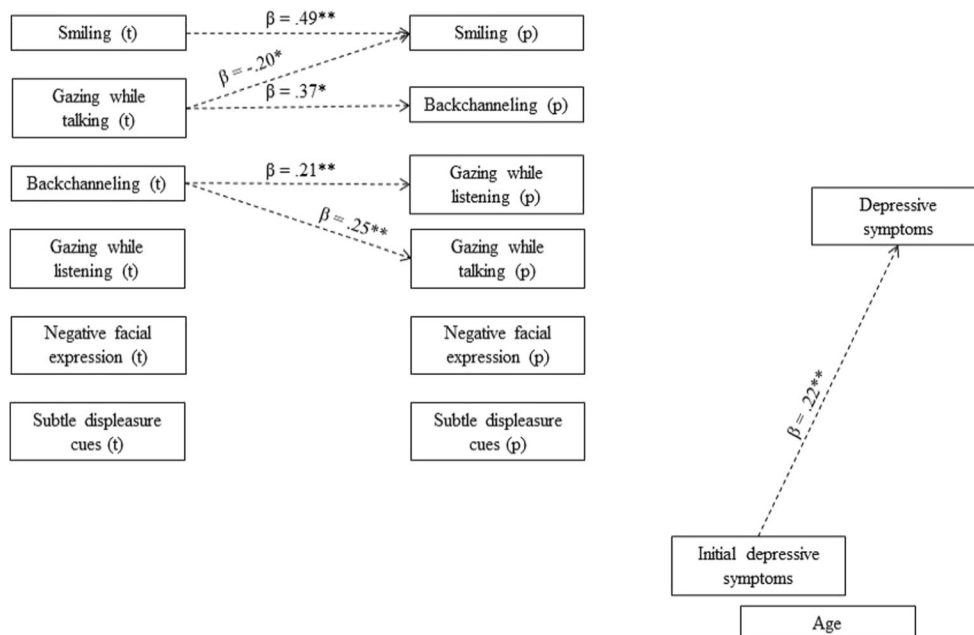 Smiling (t)
β = .49**
Smiling (p)
β = -.20*
Gazing while
talking (t)
β = .37*
Backchanneling (p)
Backchanneling (t)
β = .21**
Gazing while
listening (p)
β = .25**
Gazing while
listening (t)
Gazing while
talking (p)
Negative facial
expression (t)
Negative facial
expression (p)
Subtle displeasure
cues (t)
Subtle displeasure
cues (p)
Depressive
symptoms
β = .22**
Initial depressive
symptoms
Age